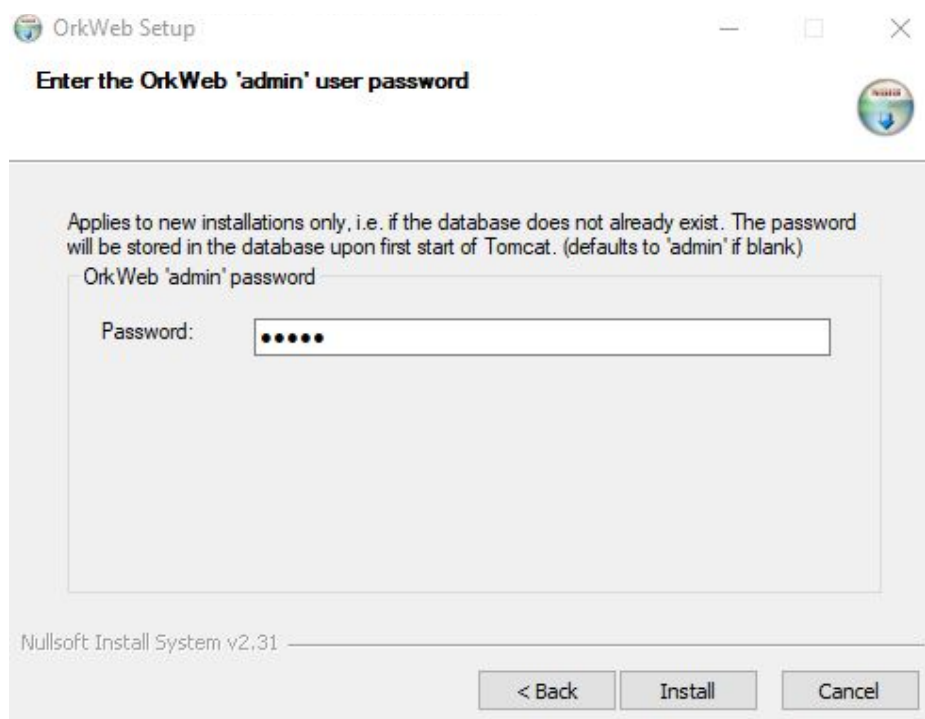 OrkWeb Setup
Enter the OrkWeb 'admin' user password
Applies to new installations only, i.e. if the database does not already exist. The password
will be stored in the database upon first start of Tomcat. (defaults to 'admin' if blank)
OrkWeb 'admin' password
Password:
●●●●●
Nullsoft Install System v2.31
< Back
Install
Cancel